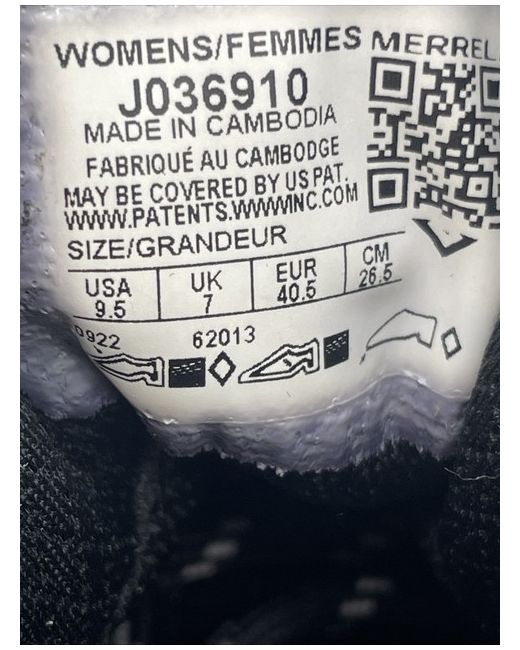 WOMENS/FEMMES MERREL
J036910
MADE IN CAMBODIA
FABRIQUÉ AU CAMBODGE
MAY BE COVERED BY US PAT.
WWW.PATENTS.WWWINC.COM
SIZE/GRANDEUR
USA UK EUR CM
9.5 7 40.5 26.5
0922 62013